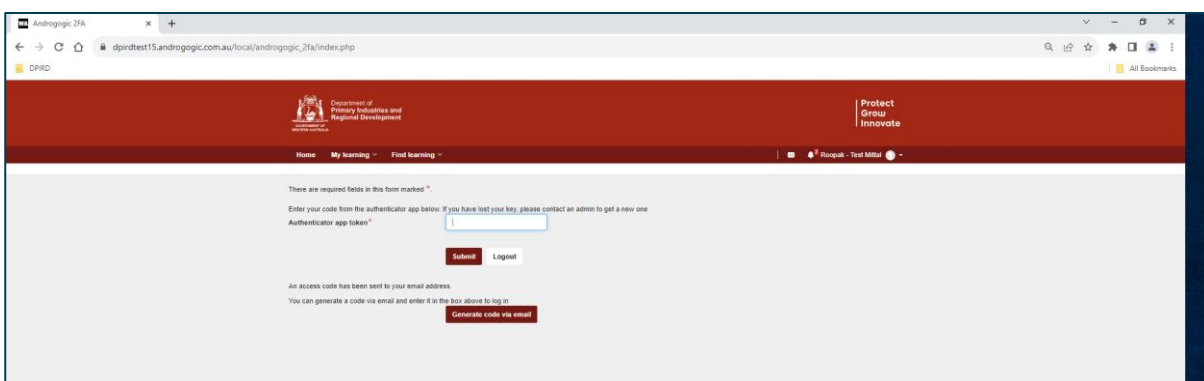 WA Androgogic 2FA
dpirdtest15.androgogic.com.au/local/androgogic_2fa/index.php
DPIRD
All Bookmarks
Department of
Primary Industries and
Regional Development
GOVERNMENT OF
WESTERN AUSTRALIA
Protect
Grow
Innovate
Home My learning Find learning
Roopak - Test Mittal
There are required fields in this form marked *.
Enter your code from the authenticator app below. If you have lost your key, please contact an admin to get a new one
Authenticator app token*
Submit Logout
An access code has been sent to your email address.
You can generate a code via email and enter it in the box above to log in
Generate code via email